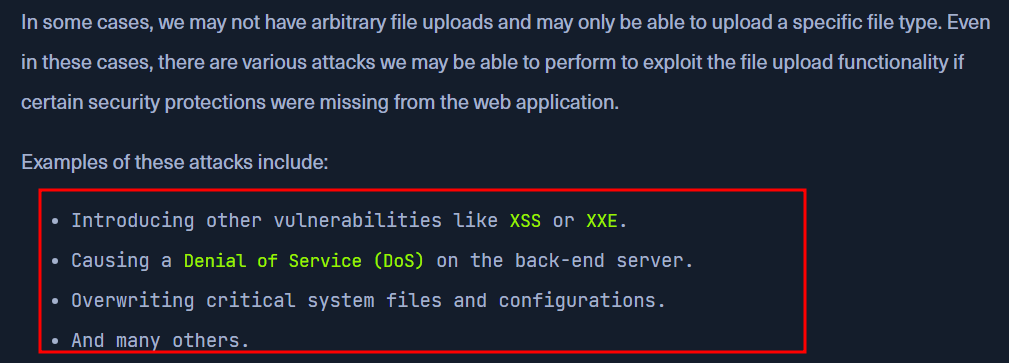 In some cases, we may not have arbitrary file uploads and may only be able to upload a specific file type. Even
in these cases, there are various attacks we may be able to perform to exploit the file upload functionality if
certain security protections were missing from the web application.
Examples of these attacks include:
• Introducing other vulnerabilities like XSS or XXE.
• Causing a Denial of Service (DoS) on the back-end server.
• Overwriting critical system files and configurations.
• And many others.